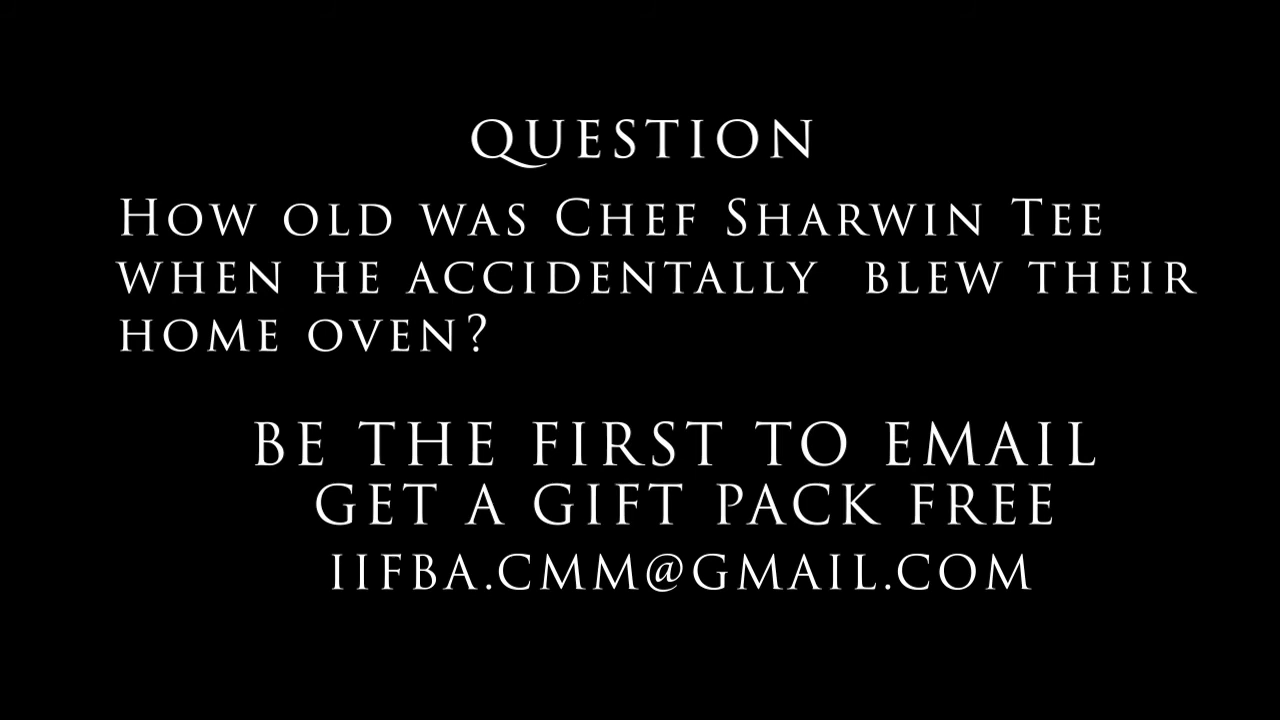 QUESTION
HOW OLD WAS CHEF SHARWIN TEE
WHEN HE ACCIDENTALLY BLEW THEIR
HOME OVEN?
BE THE FIRST TO EMAIL
GET A GIFT PACK FREE
IIFBA.CMM@GMAIL.COM